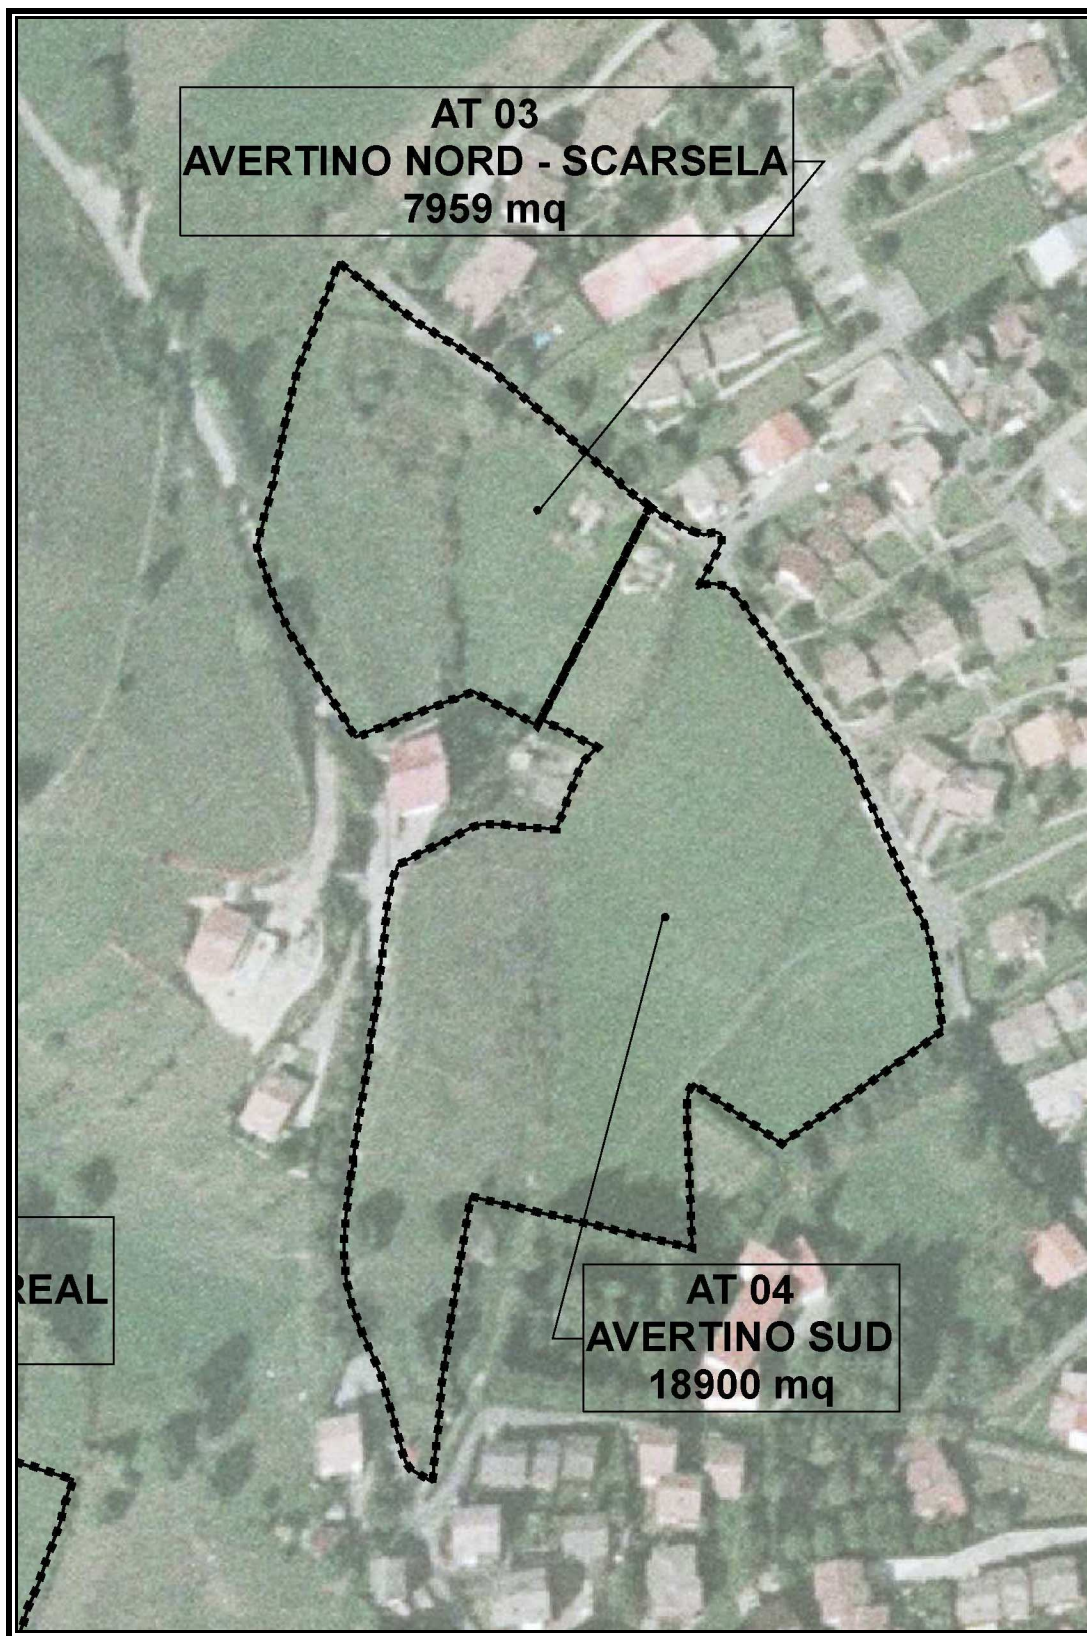 AT 03
AVERTINO NORD - SCARSELA
7959 mq
REAL
AT 04
AVERTINO SUD
18900 mq